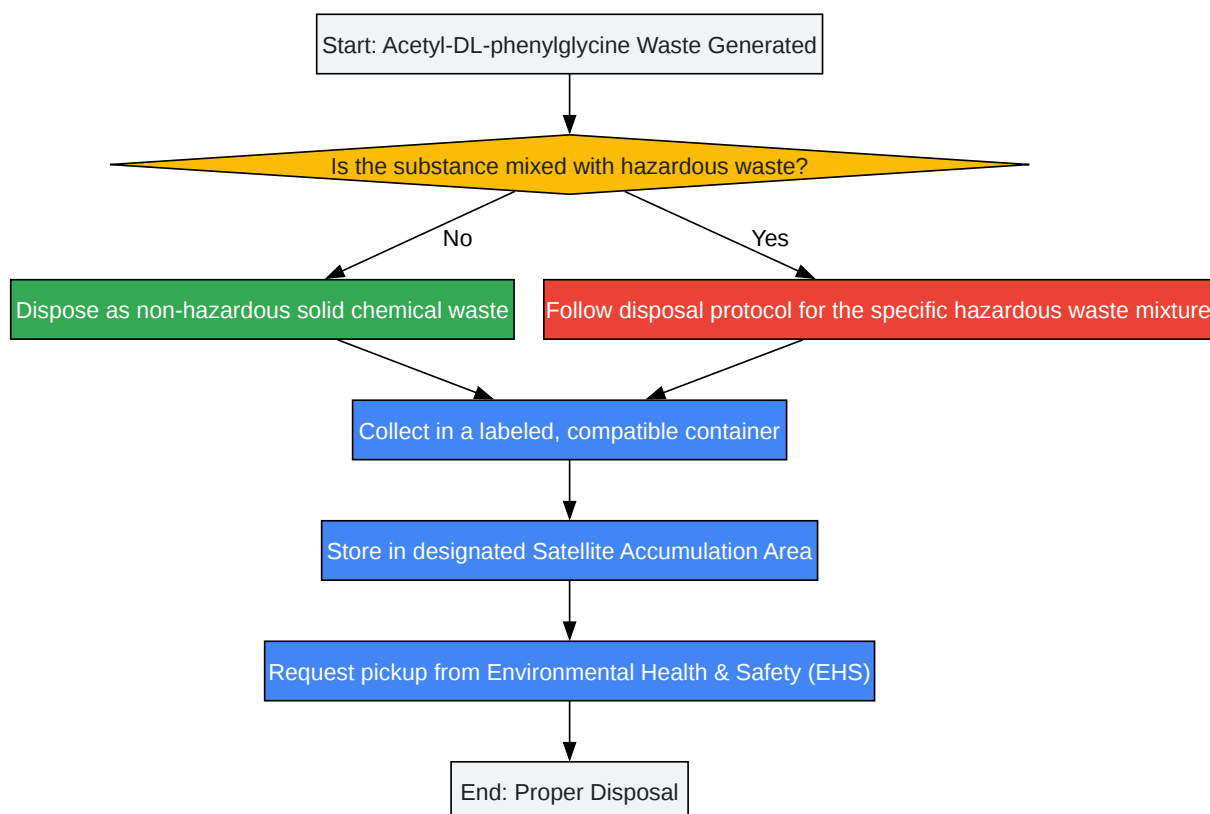 Start: Acetyl-DL-phenylglycine Waste Generated
Is the substance mixed with hazardous waste?
No
Yes
Dispose as non-hazardous solid chemical waste
Follow disposal protocol for the specific hazardous waste mixture
Collect in a labeled, compatible container
Store in designated Satellite Accumulation Area
Request pickup from Environmental Health & Safety (EHS)
End: Proper Disposal